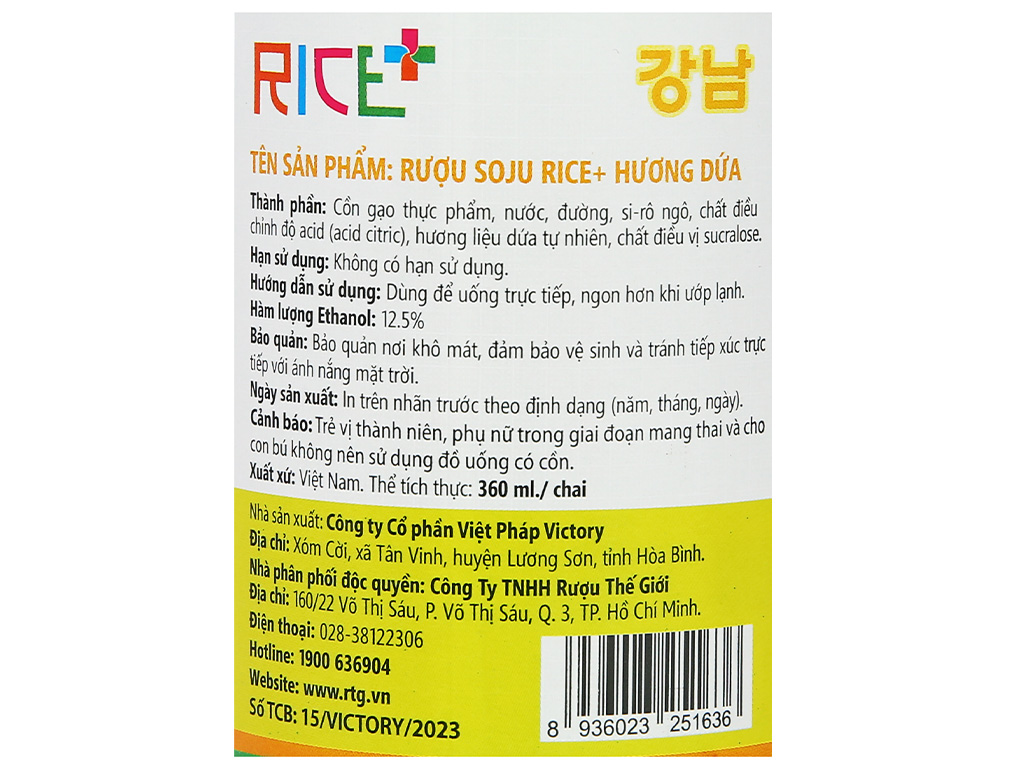 RICE+
강남
TÊN SẢN PHẨM: RƯỢU SOJU RICE+ HƯƠNG DỨA
Thành phần: Cồn gạo thực phẩm, nước, đường, si-rô ngô, chất điều
chỉnh độ acid (acid citric), hương liệu dứa tự nhiên, chất điều vị sucralose.
Hạn sử dụng: Không có hạn sử dụng.
Hướng dẫn sử dụng: Dùng để uống trực tiếp, ngon hơn khi ướp lạnh.
Hàm lượng Ethanol: 12.5%
Bảo quản: Bảo quản nơi khô mát, đảm bảo vệ sinh và tránh tiếp xúc trực
tiếp với ánh nắng mặt trời.
Ngày sản xuất: In trên nhãn trước theo định dạng (năm, tháng, ngày).
Cảnh báo: Trẻ vị thành niên, phụ nữ trong giai đoạn mang thai và cho
con bú không nên sử dụng đồ uống có cồn.
Xuất xứ: Việt Nam. Thể tích thực: 360 ml./ chai
Nhà sản xuất: Công ty Cổ phần Việt Pháp Victory
Địa chỉ: Xóm Cời, xã Tân Vinh, huyện Lương Sơn, tỉnh Hòa Bình.
Nhà phân phối độc quyền: Công Ty TNHH Rượu Thế Giới
Địa chỉ: 160/22 Võ Thị Sáu, P. Võ Thị Sáu, Q. 3, TP. Hồ Chí Minh.
Điện thoại: 028-38122306
Hotline: 1900 636904
Website: www.rtg.vn
Số TCB: 15/VICTORY/2023
8 936023 251636